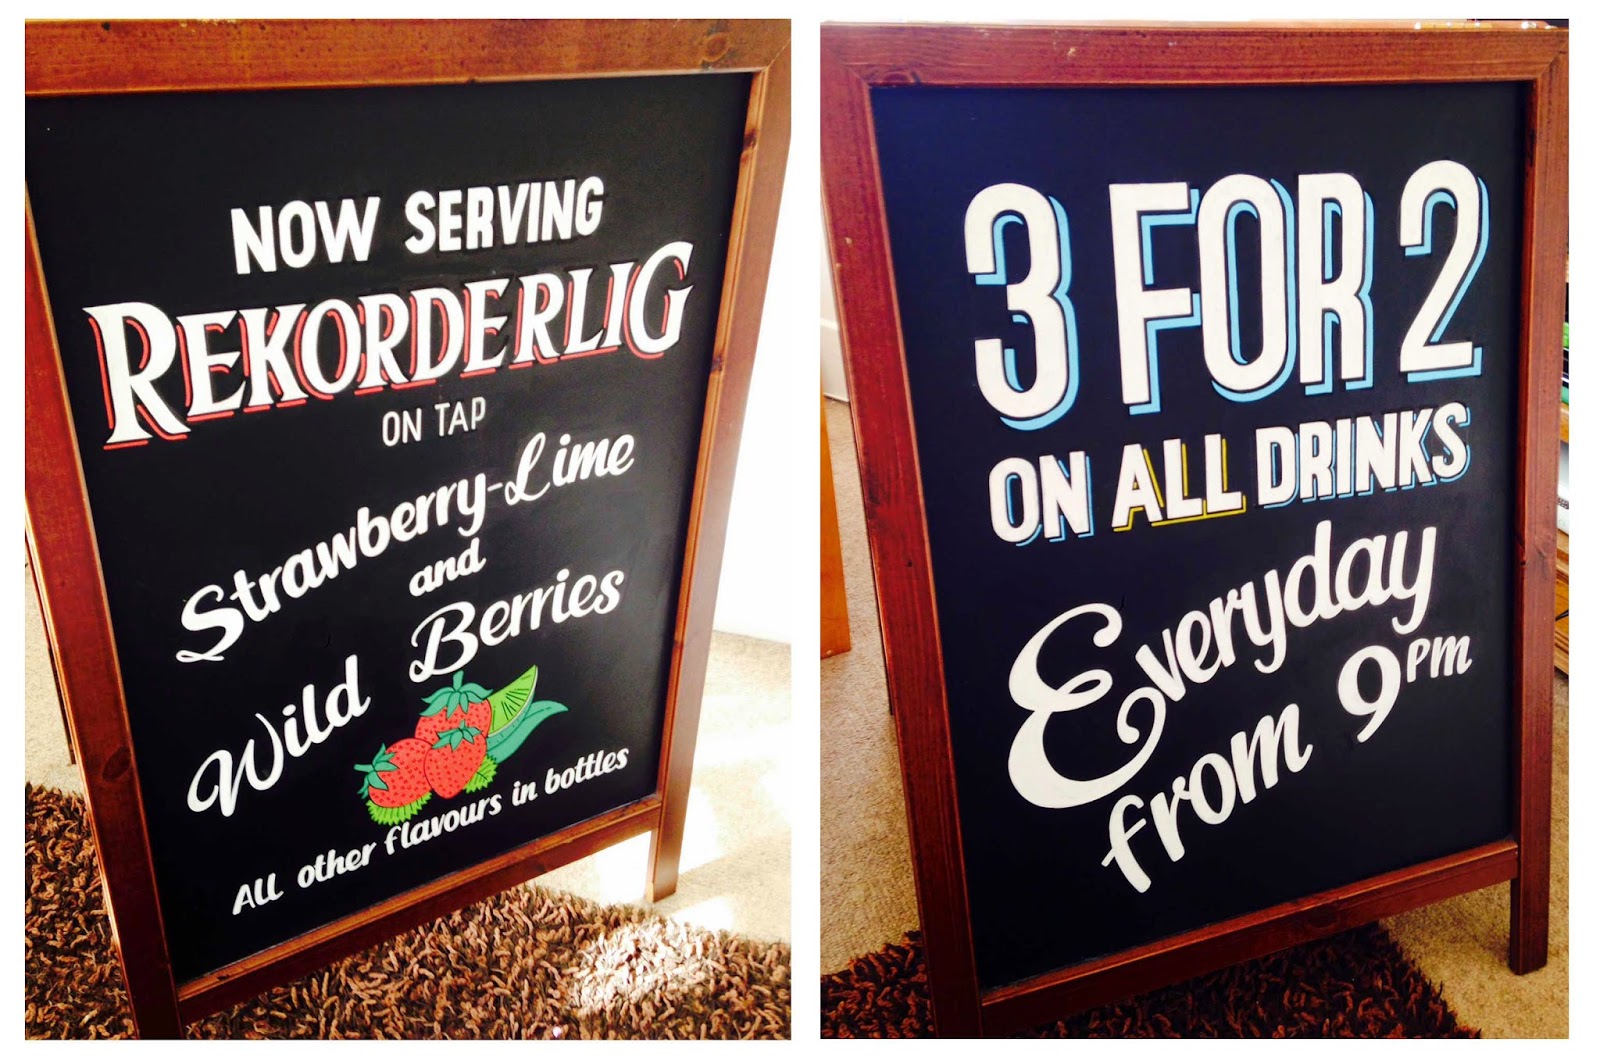 NOW SERVING
REKORDERLIG
ON TAP
Strawberry-Lime
and
Wild Berries
All other flavours in bottles
3 FOR 2
ON ALL DRINKS
Everyday
from 9pm